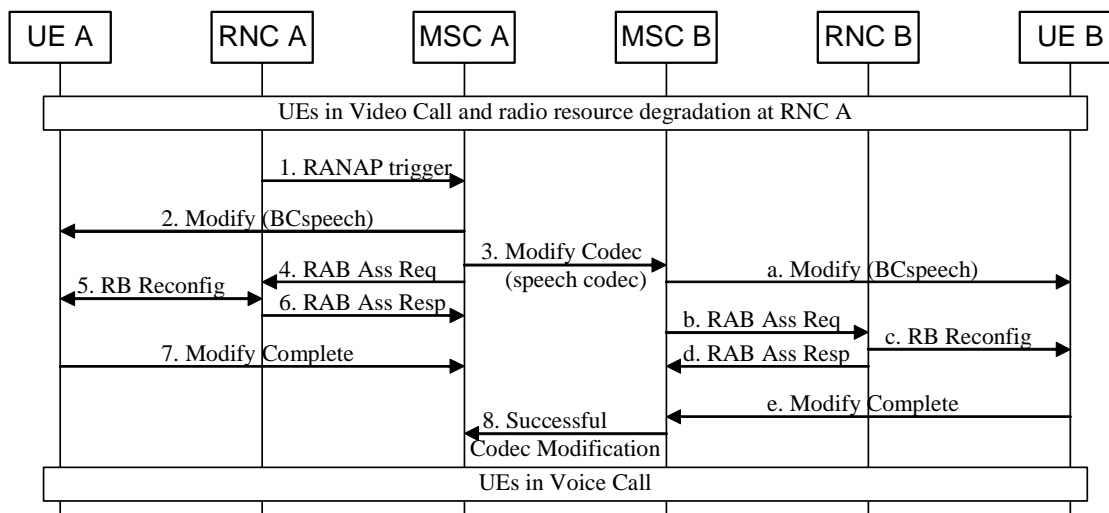 UE A
RNC A
MSC A
MSC B
RNC B
UE B
UEs in Video Call and radio resource degradation at RNC A
1. RANAP trigger
2. Modify (BCspeech)
3. Modify Codec
(speech codec)
4. RAB Ass Req
a. Modify (BCspeech)
5. RB Reconfig
6. RAB Ass Resp
b. RAB Ass Req
c. RB Reconfig
7. Modify Complete
d. RAB Ass Resp
e. Modify Complete
8. Successful
Codec Modification
UEs in Voice Call